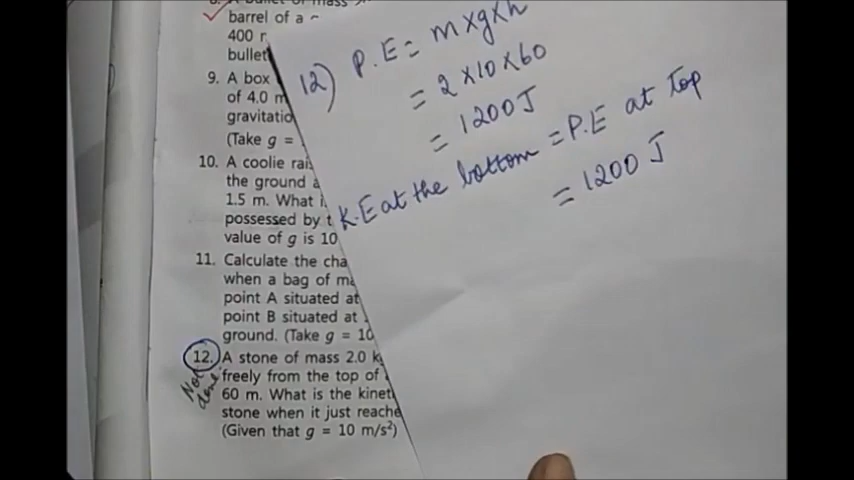 barrel of a
400
bullet
9. A box
of 4.0 m
gravitatio
(Take g =
10. A coolie rai
the ground a
1.5 m. What i
possessed by t
value of g is 10
11. Calculate the cha
when a bag of ma
point A situated at
point B situated at
ground. (Take g = 10
12. A stone of mass 2.0 k
freely from the top of
60 m. What is the kinet
stone when it just reache
(Given that g = 10 m/s²)
Not done
12) P.E = m×g×h
= 2×10×60
= 1200 J
K.E at the bottom = P.E at Top
= 1200 J